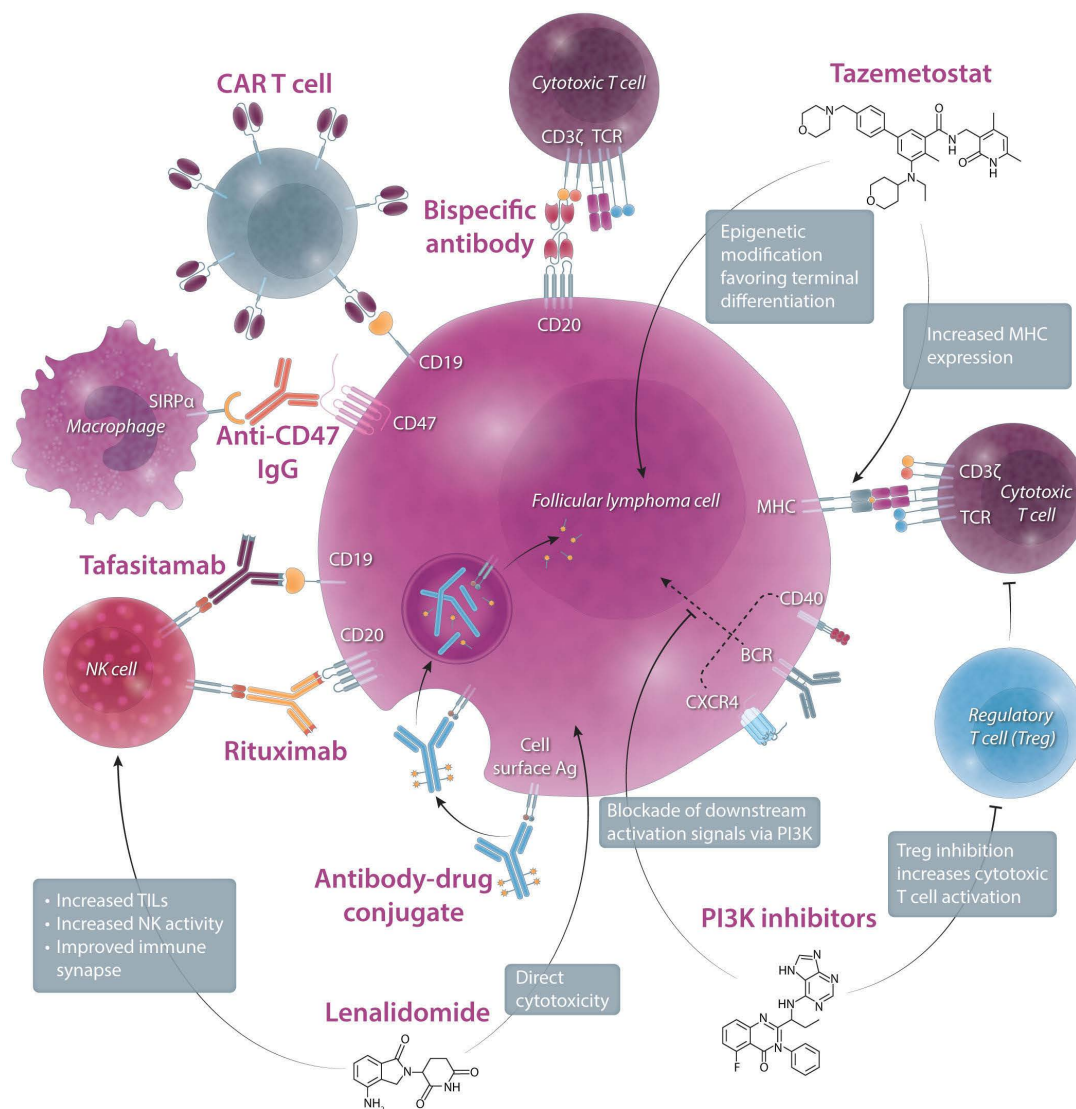 CAR T cell
Cytotoxic T cell
CD3ζ TCR
Bispecific
antibody
CD20
Tazemetostat
N
O
O
N
H
O
N
H
N
O
Epigenetic
modification
favoring terminal
differentiation
Increased MHC
expression
CD19
SIRPα
Macrophage
Anti-CD47
IgG
CD47
Follicular lymphoma cell
MHC
CD3ζ
Cytotoxic
T cell
TCR
Tafasitamab
CD19
NK cell
CD20
Rituximab
CD40
BCR
CXCR4
Regulatory
T cell (Treg)
Cell
surface Ag
Blockade of downstream
activation signals via PI3K
Treg inhibition
increases cytotoxic
T cell activation
Antibody-drug
conjugate
• Increased TILs
• Increased NK activity
• Improved immune
synapse
Direct
cytotoxicity
PI3K inhibitors
N
N
HN
N
N
HN
N
N
F
O
Lenalidomide
O
N
O
NH
O
NH